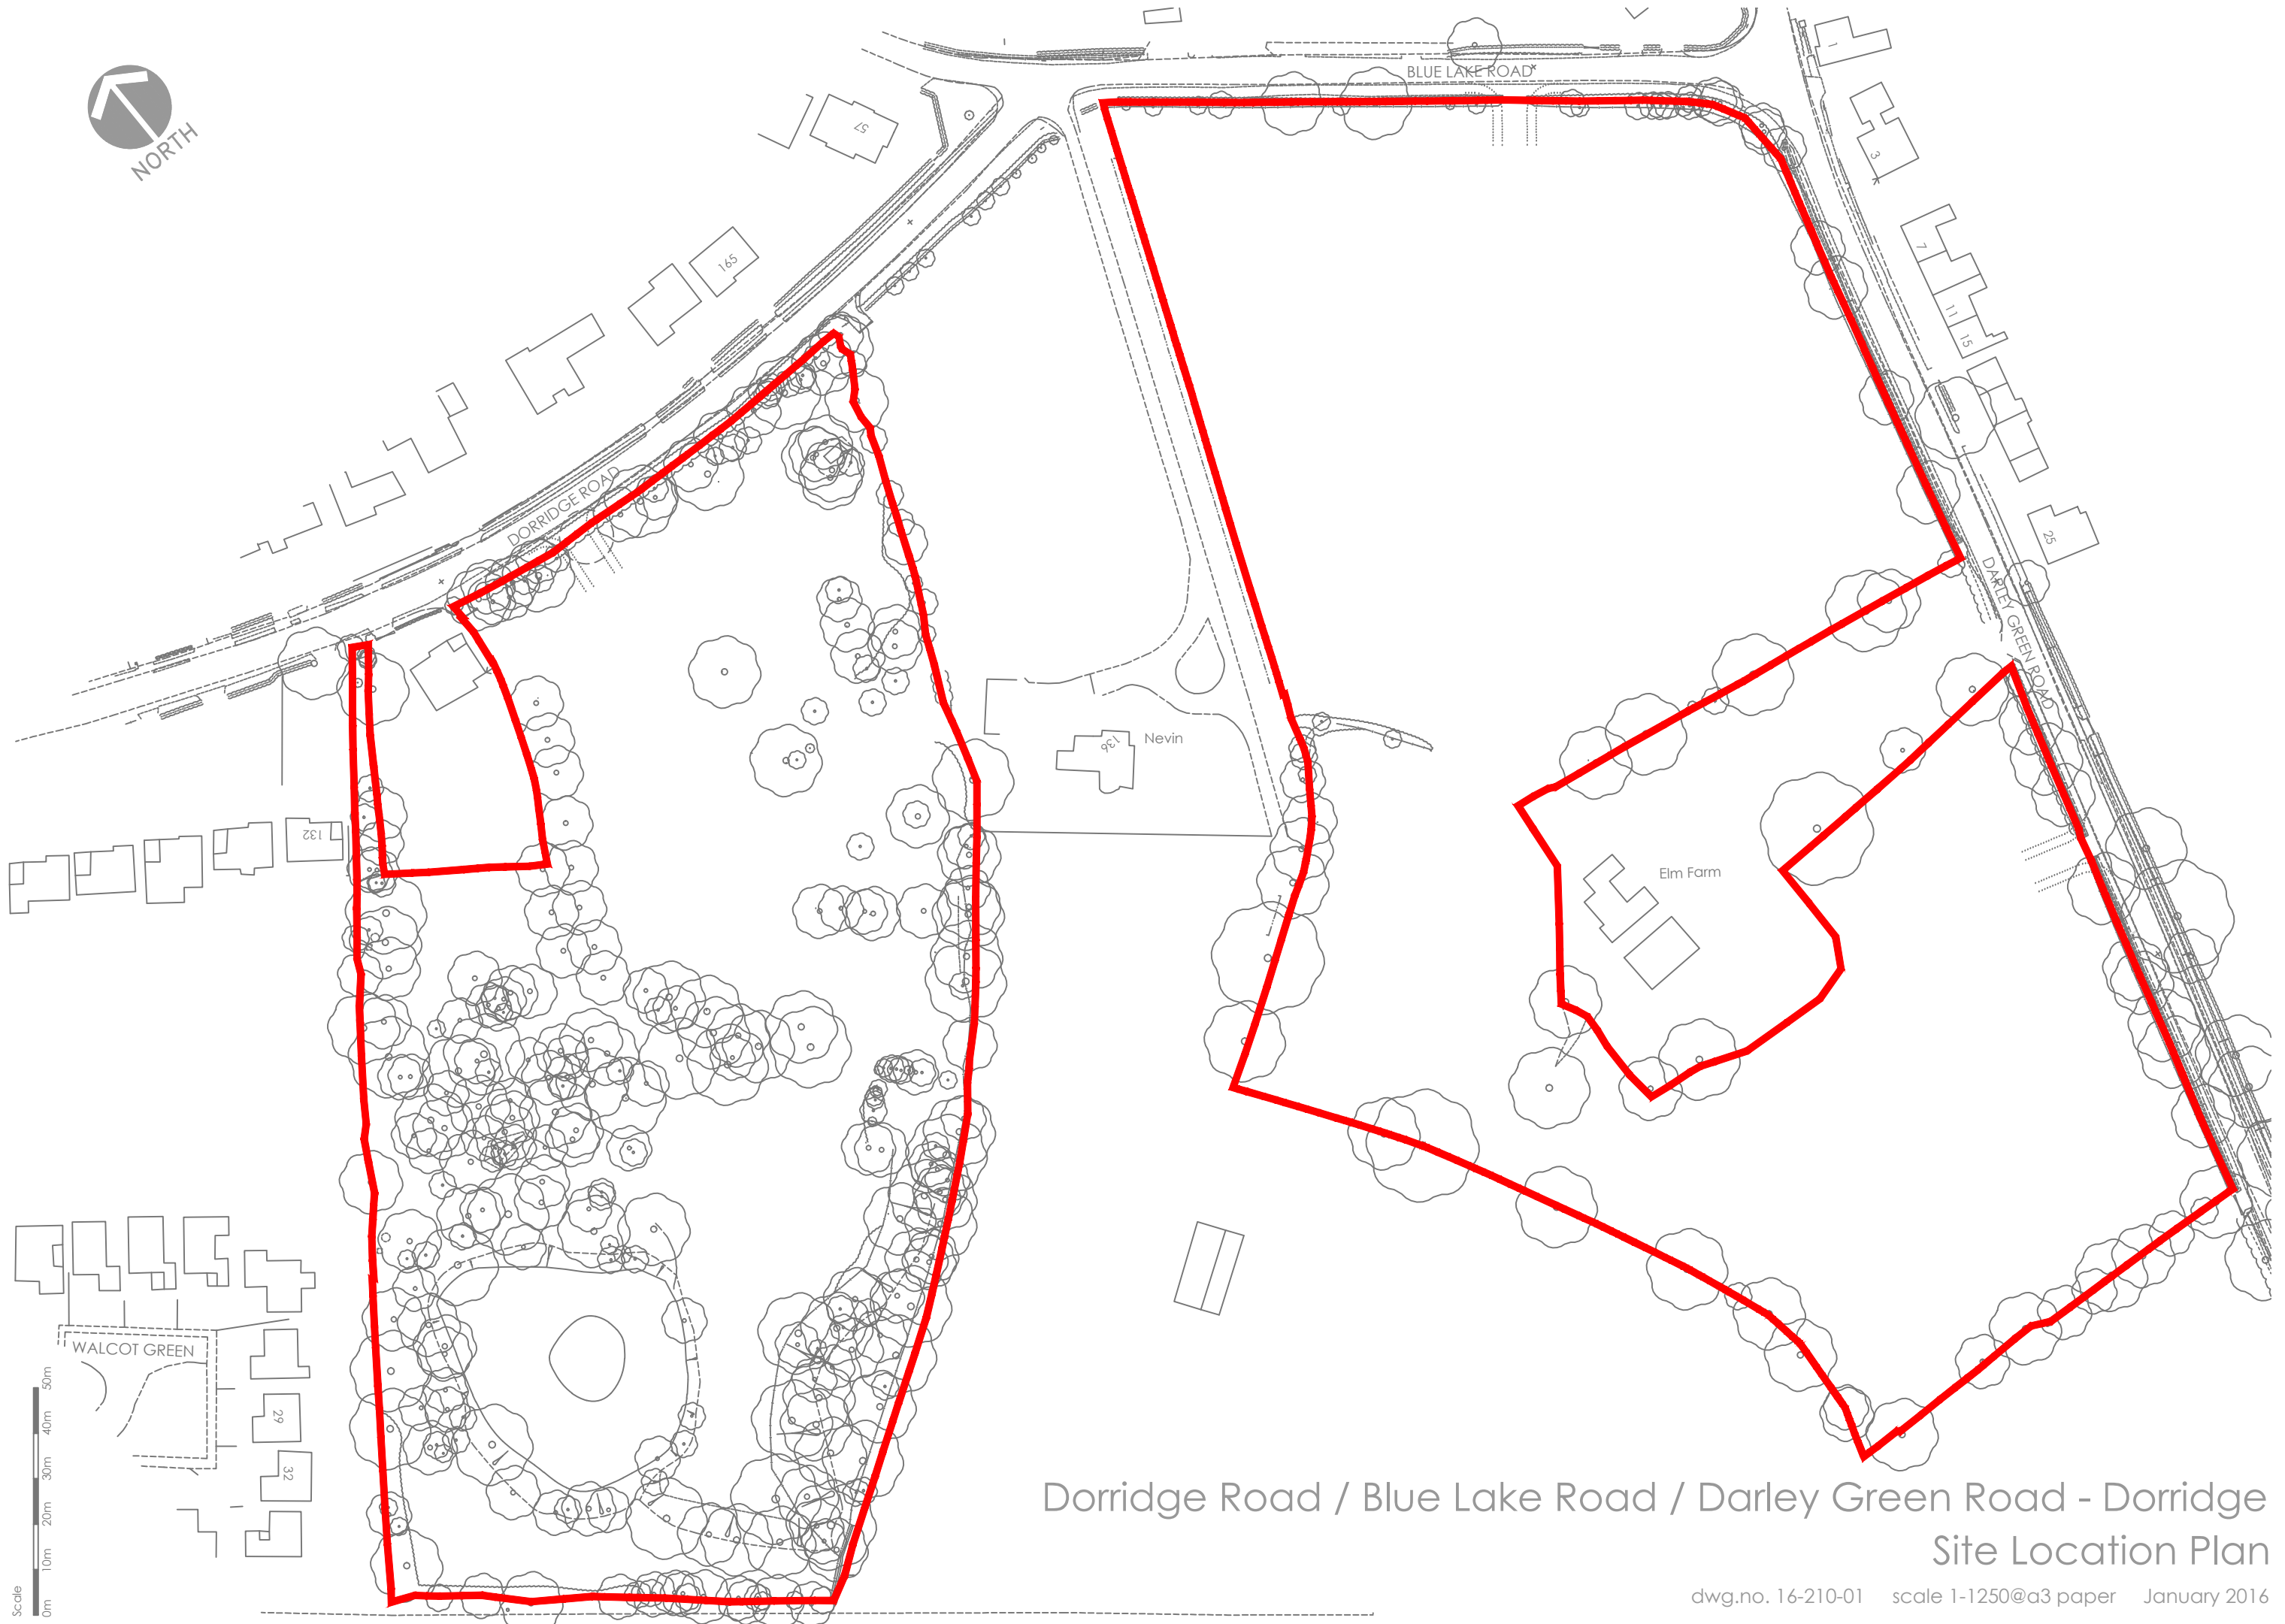 NORTH
BLUE LAKE ROAD
1
57
3
165
7
11
15
DORRIDGE ROAD
25
DARLEY GREEN ROAD
136
Nevin
132
Elm Farm
WALCOT GREEN
29
32
Scale
0m 10m 20m 30m 40m 50m
Dorridge Road / Blue Lake Road / Darley Green Road - Dorridge
Site Location Plan
dwg.no. 16-210-01 scale 1-1250@a3 paper January 2016